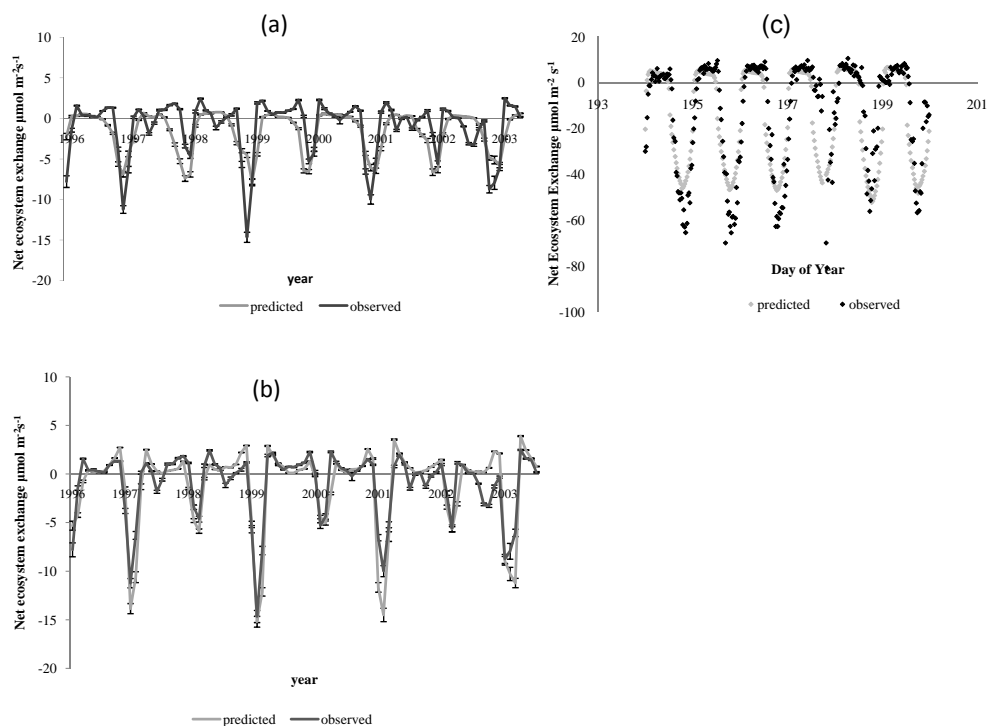 (a)
Net ecosystem exchange µmol m⁻²s⁻¹
10
5
0
-5
-10
-15
-20
1996 1997 1998 1999 2000 2001 2002 2003
year
predicted observed
(c)
Net Ecosystem Exchange µmol m⁻² s⁻¹
20
0
-20
-40
-60
-80
-100
193 195 197 199 201
Day of Year
predicted observed
(b)
Net ecosystem exchange µmol m⁻²s⁻¹
10
5
0
-5
-10
-15
-20
1996 1997 1998 1999 2000 2001 2002 2003
year
predicted observed